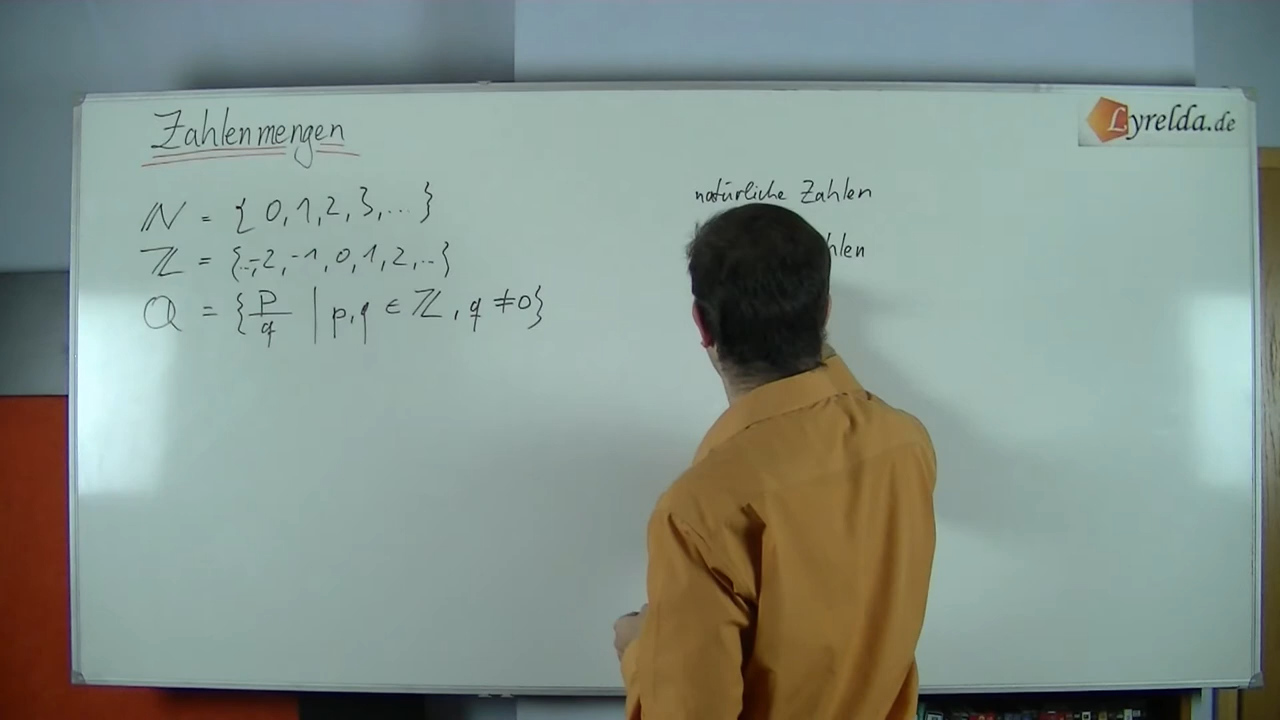 Zahlenmengen
Lyrelda.de
ℕ = { 0, 1, 2, 3, ... }
natürliche Zahlen
ℤ = {..,-2, -1, 0, 1, 2, ..}
ℚ = { p/q | p,q ∈ ℤ, q ≠ 0}